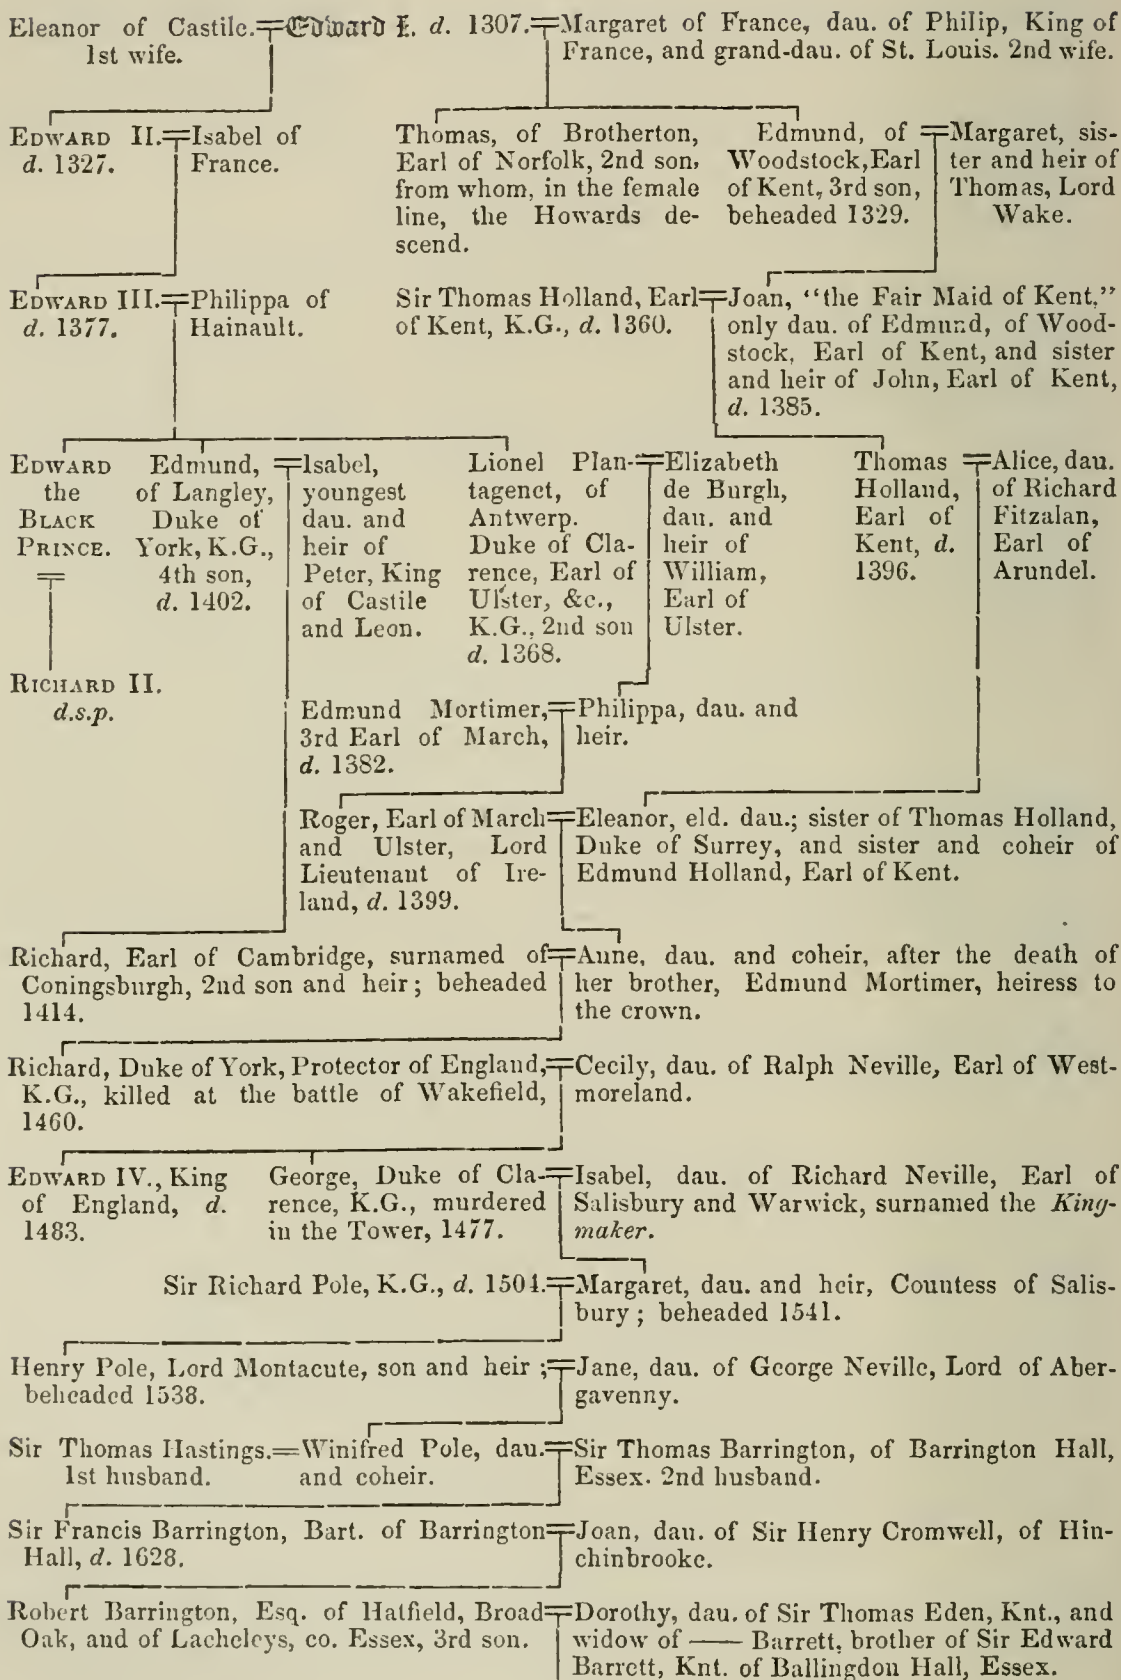 Eleanor of Castile.=Edward I. d. 1307.=Margaret of France, dau. of Philip, King of
1st wife.
France, and grand-dau. of St. Louis. 2nd wife.
EDWARD II.=Isabel of
d. 1327.
France.
Thomas, of Brotherton,
Earl of Norfolk, 2nd son,
from whom, in the female
line, the Howards de-
scend.
Edmund, of
Woodstock, Earl
of Kent, 3rd son,
beheaded 1329.
=Margaret, sis-
ter and heir of
Thomas, Lord
Wake.
EDWARD III.=Philippa of
d. 1377.
Hainault.
Sir Thomas Holland, Earl
of Kent, K.G., d. 1360.
=Joan, "the Fair Maid of Kent,"
only dau. of Edmund, of Wood-
stock, Earl of Kent, and sister
and heir of John, Earl of Kent,
d. 1385.
EDWARD
the
BLACK
PRINCE.
=
RICHARD II.
d.s.p.
Edmund,
of Langley,
Duke of
York, K.G.,
4th son,
d. 1402.
=Isabel,
youngest
dau. and
heir of
Peter, King
of Castile
and Leon.
Lionel Plan-
tagenet, of
Antwerp.
Duke of Cla-
rence, Earl of
Ulster, &c.,
K.G., 2nd son
d. 1368.
=Elizabeth
de Burgh,
dau. and
heir of
William,
Earl of
Ulster.
Thomas
Holland,
Earl of
Kent, d.
1396.
=Alice, dau.
of Richard
Fitzalan,
Earl of
Arundel.
Edmund Mortimer,
3rd Earl of March,
d. 1382.
=Philippa, dau. and
heir.
Roger, Earl of March
and Ulster, Lord
Lieutenant of Ire-
land, d. 1399.
=Eleanor, eld. dau.; sister of Thomas Holland,
Duke of Surrey, and sister and coheir of
Edmund Holland, Earl of Kent.
Richard, Earl of Cambridge, surnamed of
Coningsburgh, 2nd son and heir; beheaded
1414.
=Anne, dau. and coheir, after the death of
her brother, Edmund Mortimer, heiress to
the crown.
Richard, Duke of York, Protector of England,
K.G., killed at the battle of Wakefield,
1460.
=Cecily, dau. of Ralph Neville, Earl of West-
moreland.
EDWARD IV., King
of England, d.
1483.
George, Duke of Cla-
rence, K.G., murdered
in the Tower, 1477.
=Isabel, dau. of Richard Neville, Earl of
Salisbury and Warwick, surnamed the King-
maker.
Sir Richard Pole, K.G., d. 1504.
=Margaret, dau. and heir, Countess of Salis-
bury; beheaded 1541.
Henry Pole, Lord Montacute, son and heir;
beheaded 1538.
=Jane, dau. of George Neville, Lord of Aber-
gavenny.
Sir Thomas Hastings.
1st husband.
=Winifred Pole, dau.
and coheir.
=Sir Thomas Barrington, of Barrington Hall,
Essex. 2nd husband.
Sir Francis Barrington, Bart. of Barrington
Hall, d. 1628.
=Joan, dau. of Sir Henry Cromwell, of Hin-
chinbrooke.
Robert Barrington, Esq. of Hatfield, Broad
Oak, and of Lacheleys, co. Essex, 3rd son.
=Dorothy, dau. of Sir Thomas Eden, Knt., and
widow of —— Barrett, brother of Sir Edward
Barrett, Knt. of Ballingdon Hall, Essex.